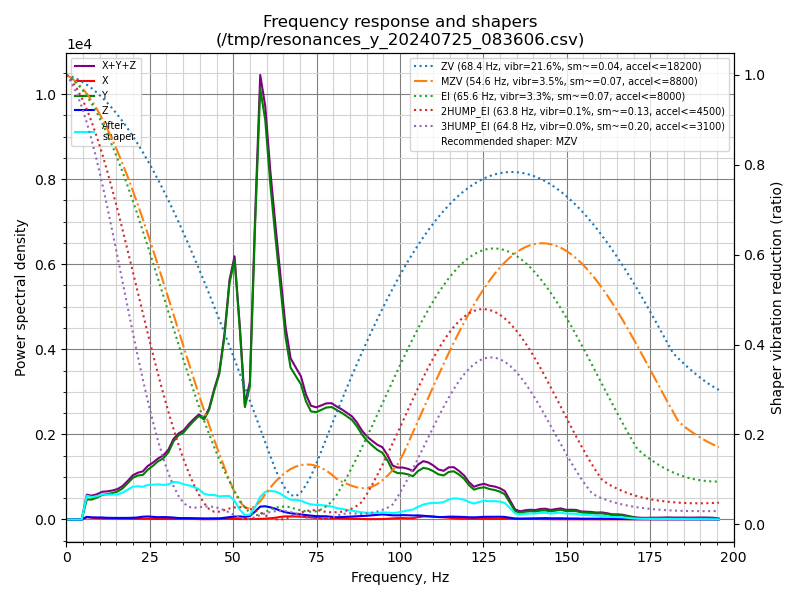 Frequency response and shapers
(/tmp/resonances_y_20240725_083606.csv)
1e4
X+Y+Z
X
Y
Z
After
shaper
ZV (68.4 Hz, vibr=21.6%, sm~=0.04, accel<=18200)
MZV (54.6 Hz, vibr=3.5%, sm~=0.07, accel<=8800)
EI (65.6 Hz, vibr=3.3%, sm~=0.07, accel<=8000)
2HUMP_EI (63.8 Hz, vibr=0.1%, sm~=0.13, accel<=4500)
3HUMP_EI (64.8 Hz, vibr=0.0%, sm~=0.20, accel<=3100)
Recommended shaper: MZV
Power spectral density
1.0
0.8
0.6
0.4
0.2
0.0
1.0
0.8
0.6
0.4
0.2
0.0
Shaper vibration reduction (ratio)
0 25 50 75 100 125 150 175 200
Frequency, Hz